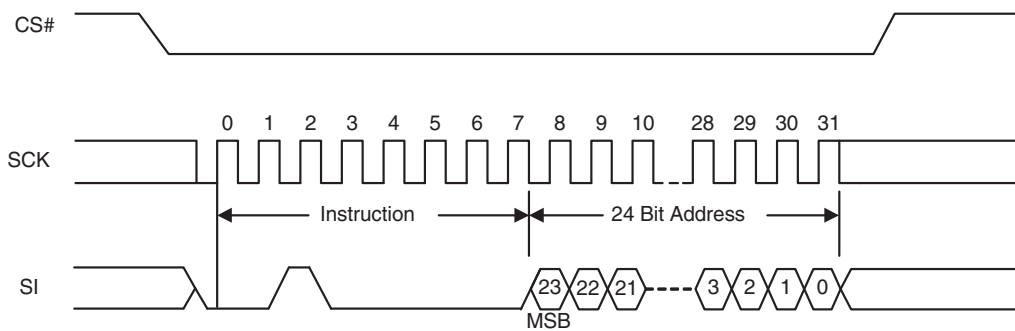 CS#
0 1 2 3 4 5 6 7 8 9 10 28 29 30 31
SCK
Instruction 24 Bit Address
SI 23 22 21 3 2 1 0
MSB